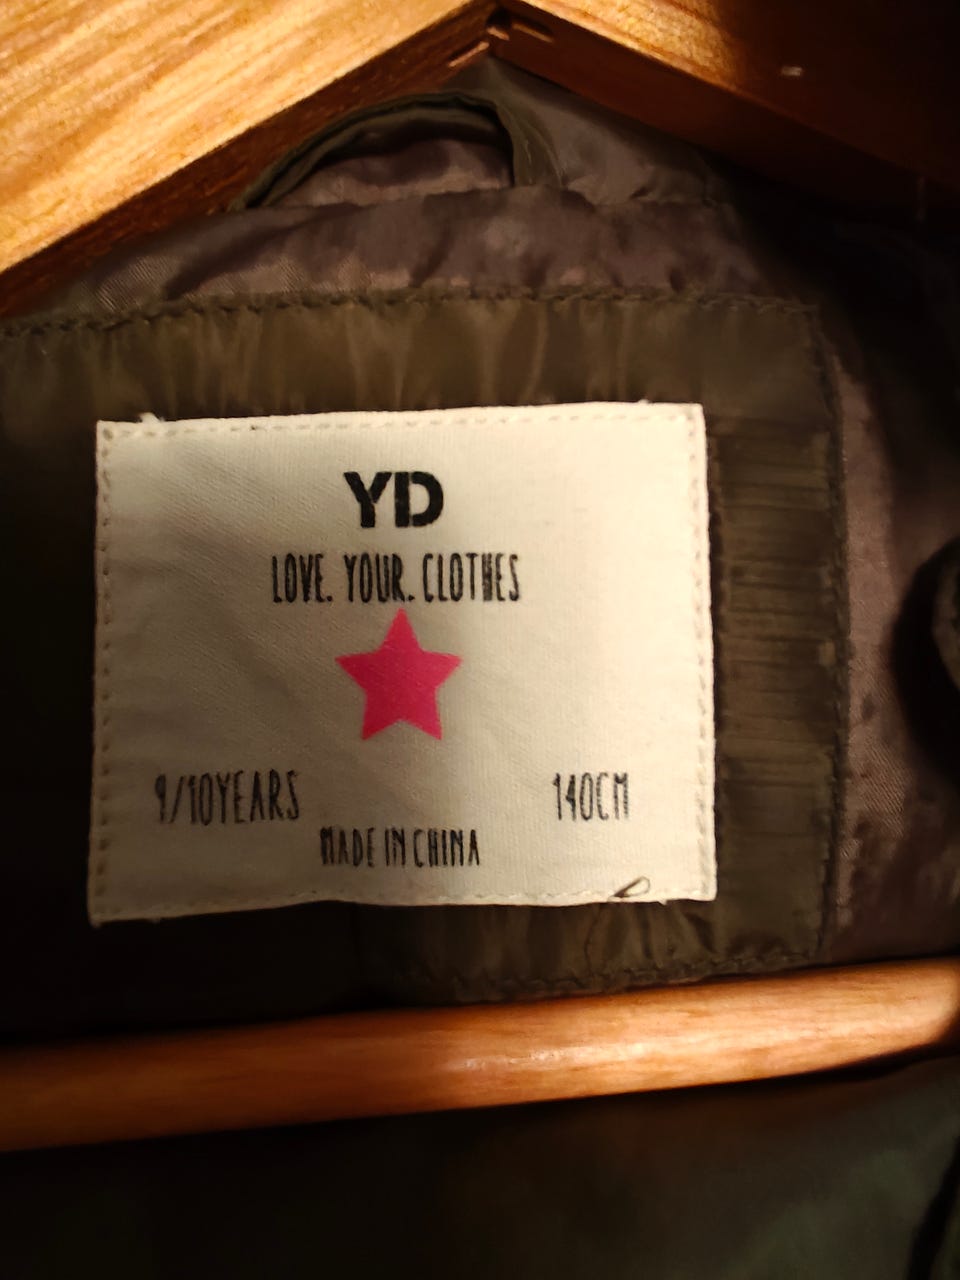 YD
LOVE. YOUR. CLOTHES
9/10YEARS
140CM
MADE IN CHINA